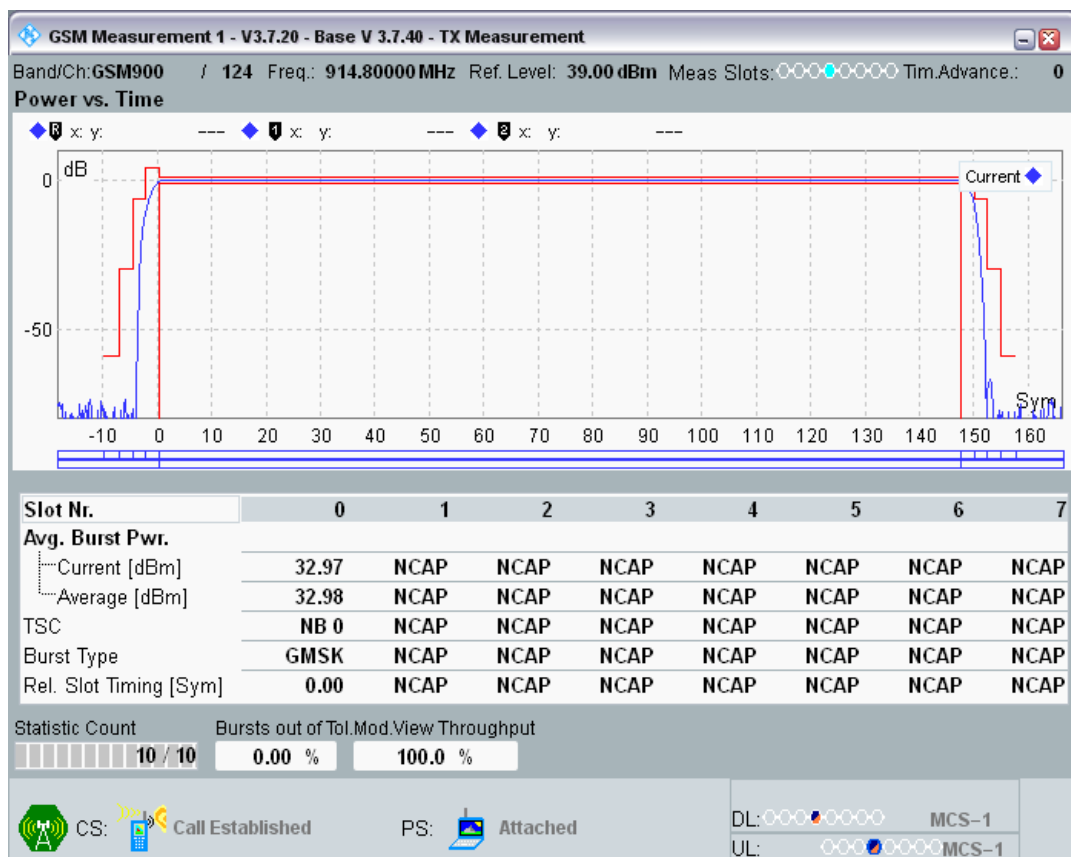 GSM Measurement 1 - V3.7.20 - Base V 3.7.40 - TX Measurement
Band/Ch:GSM900 / 124 Freq.: 914.80000 MHz Ref. Level: 39.00 dBm Meas Slots: Tim.Advance.: 0
Power vs. Time
R x: y: --- 1 x: y: --- 2 x: y: ---
dB
Current
0
-50
Sym
-10 0 10 20 30 40 50 60 70 80 90 100 110 120 130 140 150 160
Slot Nr. 0 1 2 3 4 5 6 7
Avg. Burst Pwr.
Current [dBm] 32.97 NCAP NCAP NCAP NCAP NCAP NCAP NCAP
Average [dBm] 32.98 NCAP NCAP NCAP NCAP NCAP NCAP NCAP
TSC NB 0 NCAP NCAP NCAP NCAP NCAP NCAP NCAP
Burst Type GMSK NCAP NCAP NCAP NCAP NCAP NCAP NCAP
Rel. Slot Timing [Sym] 0.00 NCAP NCAP NCAP NCAP NCAP NCAP NCAP
Statistic Count Bursts out of Tol. Mod.View Throughput
10 / 10 0.00 % 100.0 %
CS: Call Established PS: Attached
DL: MCS-1
UL: MCS-1